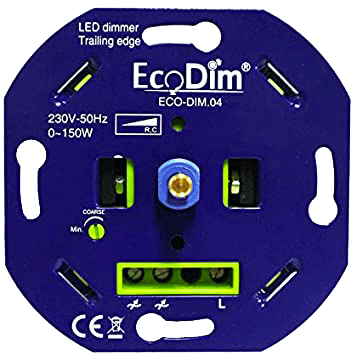 LED dimmer
Trailing edge
EcoDim®
ECO-DIM.04
230V-50Hz
0~150W
R.C
COARSE
Min.
L
CE